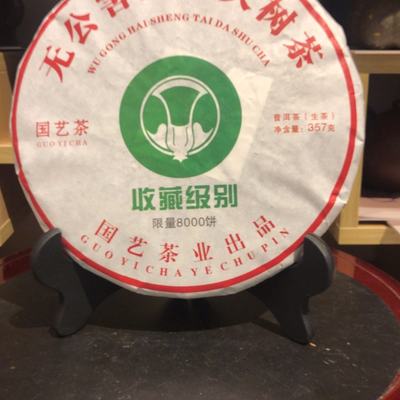 无公害 大树茶
WU GONG HAI SHENG TAI DA SHU CHA
国艺茶
GUO YI CHA
普洱茶（生茶）
净含量：357克
收藏级别
限量8000饼
国艺茶业出品
GUO YI CHA YE CHU PIN